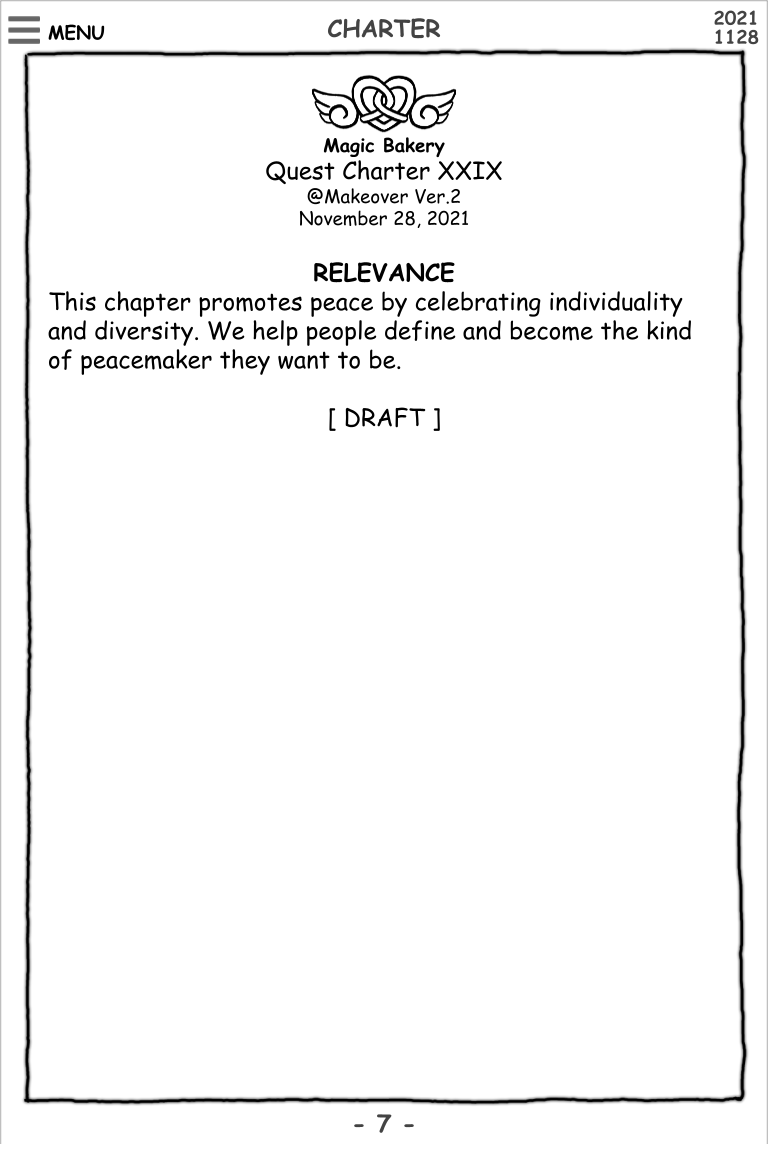 MENU
CHARTER
2021
1128
Magic Bakery
Quest Charter XXIX
@Makeover Ver.2
November 28, 2021
RELEVANCE
This chapter promotes peace by celebrating individuality
and diversity. We help people define and become the kind
of peacemaker they want to be.
[ DRAFT ]
- 7 -